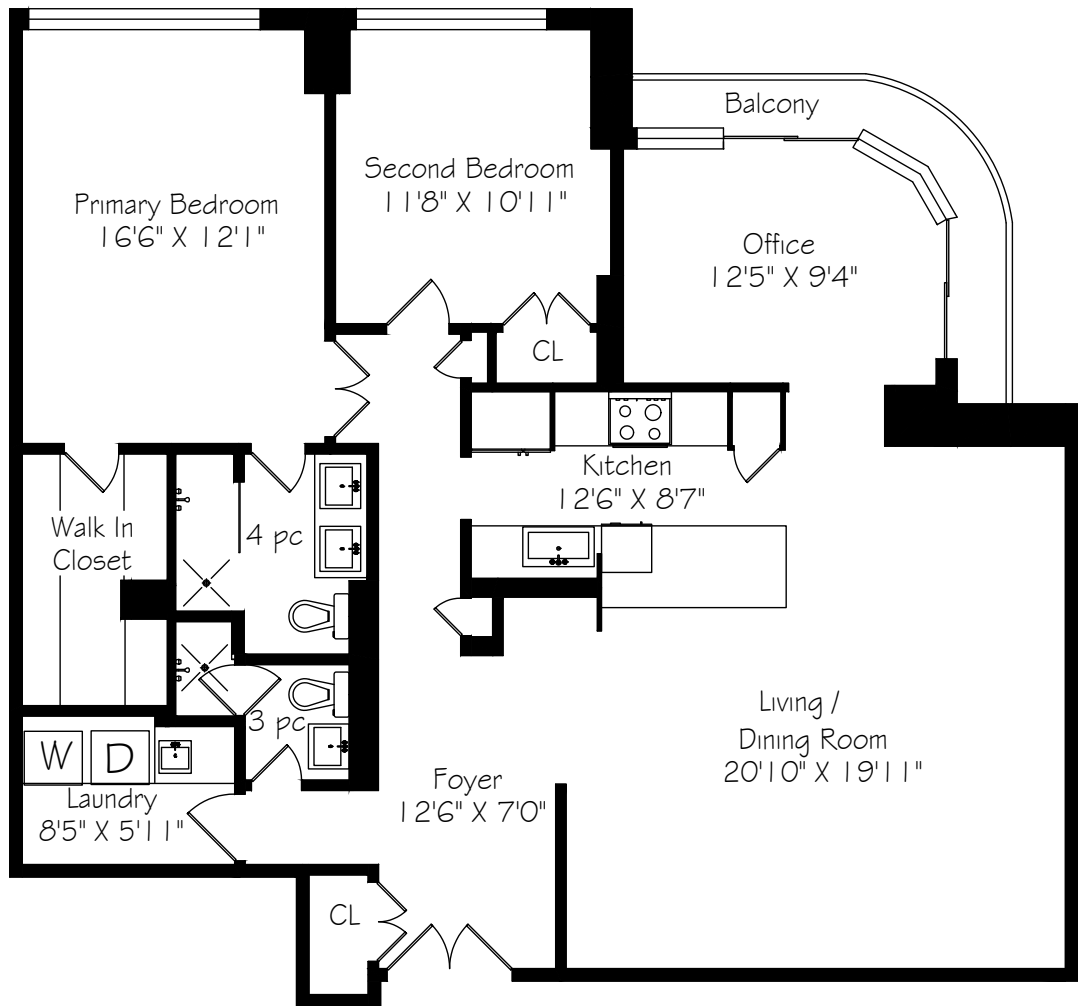 Balcony
Second Bedroom
11'8" X 10'11"
Primary Bedroom
16'6" X 12'1"
Office
12'5" X 9'4"
CL
Kitchen
12'6" X 8'7"
Walk In
Closet
4 pc
3 pc
Living /
Dining Room
20'10" X 19'11"
W
D
Laundry
8'5" X 5'11"
Foyer
12'6" X 7'0"
CL